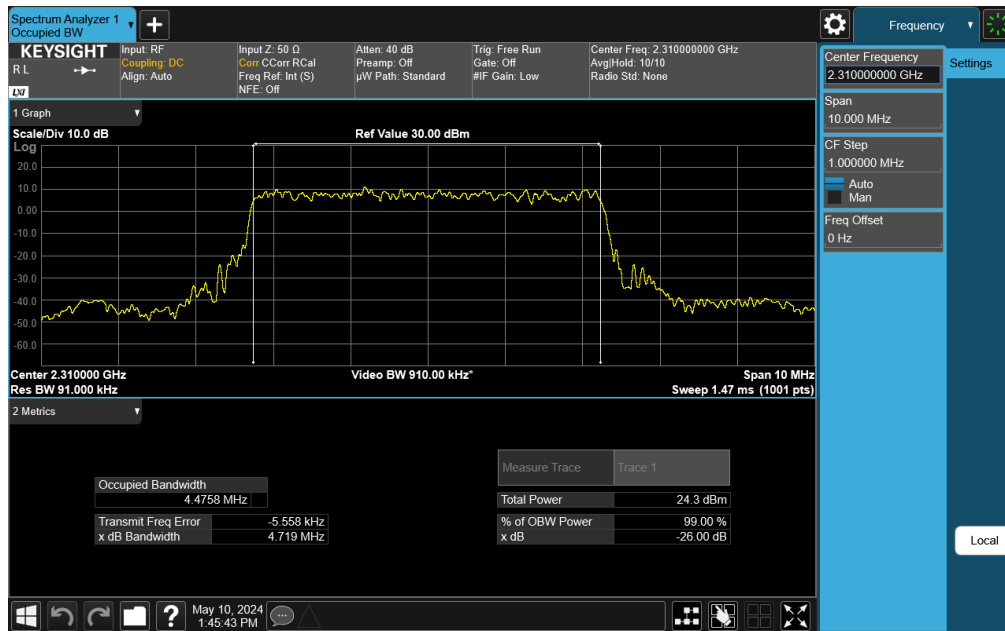 Spectrum Analyzer 1
Occupied BW
Frequency
KEYSIGHT
R L
LXI
Input: RF
Coupling: DC
Align: Auto
Input Z: 50 Ω
Corr CCorr RCal
Freq Ref: Int (S)
NFE: Off
Atten: 40 dB
Preamp: Off
µW Path: Standard
Trig: Free Run
Gate: Off
#IF Gain: Low
Center Freq: 2.310000000 GHz
Avg|Hold: 10/10
Radio Std: None
Center Frequency
2.310000000 GHz
Settings
Span
10.000 MHz
CF Step
1.000000 MHz
Auto
Man
Freq Offset
0 Hz
Local
1 Graph
Scale/Div 10.0 dB
Ref Value 30.00 dBm
Log
20.0
10.0
0.00
-10.0
-20.0
-30.0
-40.0
-50.0
-60.0
Center 2.310000 GHz
Video BW 910.00 kHz*
Span 10 MHz
Res BW 91.000 kHz
Sweep 1.47 ms (1001 pts)
2 Metrics
Measure Trace
Trace 1
Occupied Bandwidth
4.4758 MHz
Total Power
24.3 dBm
Transmit Freq Error
-5.558 kHz
% of OBW Power
99.00 %
x dB Bandwidth
4.719 MHz
x dB
-26.00 dB
?
May 10, 2024
1:45:43 PM